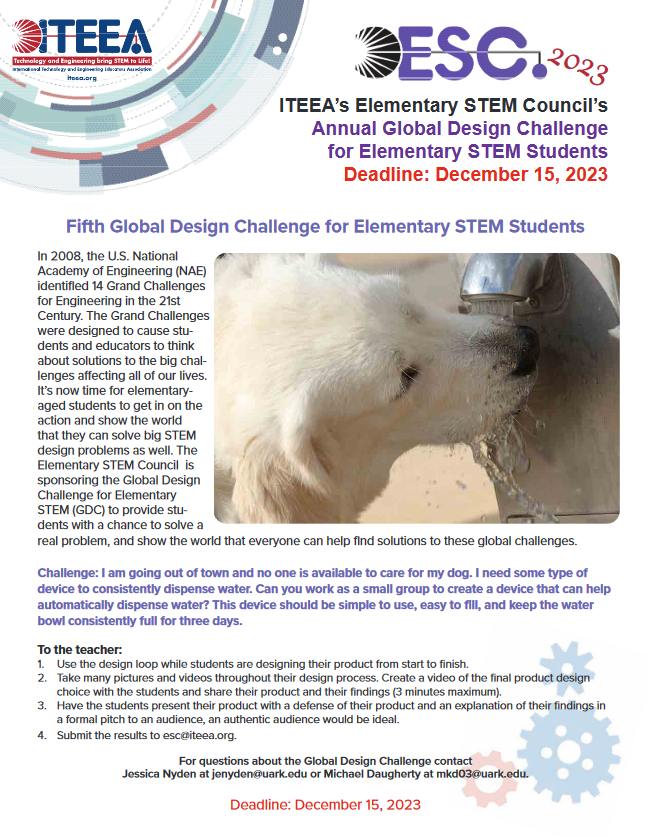 ITEEA
Technology and Engineering bring STEM to Life!
International Technology and Engineering Educators Association
iteea.org
ESC. 2023
ITEEA's Elementary STEM Council's
Annual Global Design Challenge
for Elementary STEM Students
Deadline: December 15, 2023
Fifth Global Design Challenge for Elementary STEM Students
In 2008, the U.S. National
Academy of Engineering (NAE)
identified 14 Grand Challenges
for Engineering in the 21st
Century. The Grand Challenges
were designed to cause stu-
dents and educators to think
about solutions to the big chal-
lenges affecting all of our lives.
It's now time for elementary-
aged students to get in on the
action and show the world
that they can solve big STEM
design problems as well. The
Elementary STEM Council is
sponsoring the Global Design
Challenge for Elementary
STEM (GDC) to provide stu-
dents with a chance to solve a
real problem, and show the world that everyone can help find solutions to these global challenges.
Challenge: I am going out of town and no one is available to care for my dog. I need some type of
device to consistently dispense water. Can you work as a small group to create a device that can help
automatically dispense water? This device should be simple to use, easy to fill, and keep the water
bowl consistently full for three days.
To the teacher:
1. Use the design loop while students are designing their product from start to finish.
2. Take many pictures and videos throughout their design process. Create a video of the final product design
choice with the students and share their product and their findings (3 minutes maximum).
3. Have the students present their product with a defense of their product and an explanation of their findings in
a formal pitch to an audience, an authentic audience would be ideal.
4. Submit the results to esc@iteea.org.
For questions about the Global Design Challenge contact
Jessica Nyden at jenyden@uark.edu or Michael Daugherty at mkd03@uark.edu.
Deadline: December 15, 2023